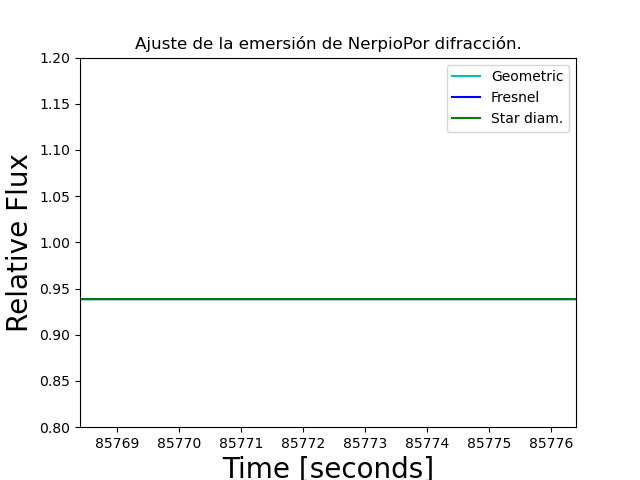 Ajuste de la emersión de NerpioPor difracción.
1.20
1.15
1.10
1.05
1.00
0.95
0.90
0.85
0.80
Relative Flux
Geometric
Fresnel
Star diam.
85769 85770 85771 85772 85773 85774 85775 85776
Time [seconds]